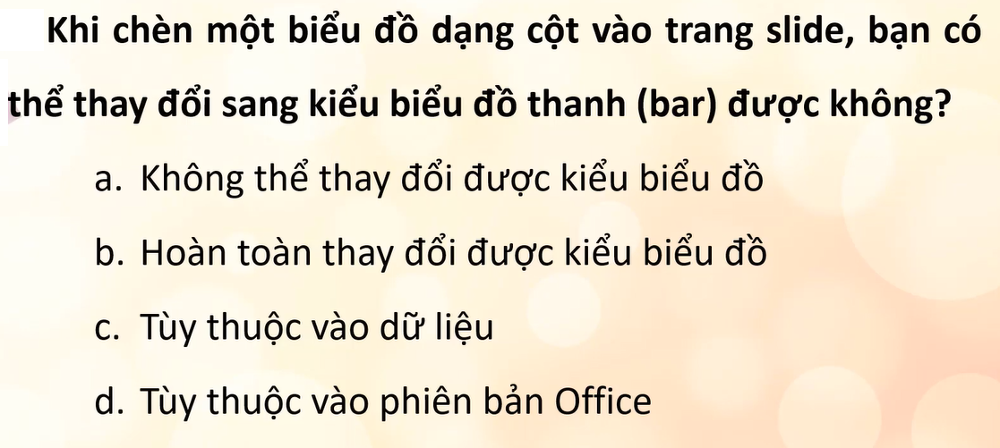 Khi chèn một biểu đồ dạng cột vào trang slide, bạn có
thể thay đổi sang kiểu biểu đồ thanh (bar) được không?
a. Không thể thay đổi được kiểu biểu đồ
b. Hoàn toàn thay đổi được kiểu biểu đồ
c. Tùy thuộc vào dữ liệu
d. Tùy thuộc vào phiên bản Office